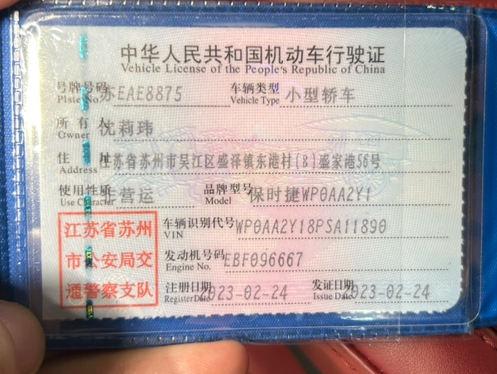 中华人民共和国机动车行驶证
Vehicle License of the People's Republic of China
号牌号码 苏EAE8875 车辆类型 小型轿车
Plate No. Vehicle Type
所有人 沈莉玮
Owner
住址 江苏省苏州市吴江区盛泽镇东港村(8)盛家港56号
Address
使用性质 营运 品牌型号 保时捷WP0AA2Y1
Use Character Model
江苏省苏州
市公安局交
通警察支队
车辆识别代号 WP0AA2Y18PSA11890
VIN
发动机号码 EBF096667
Engine No.
注册日期 023-02-24 发证日期 023-02-24
Register Date Issue Date